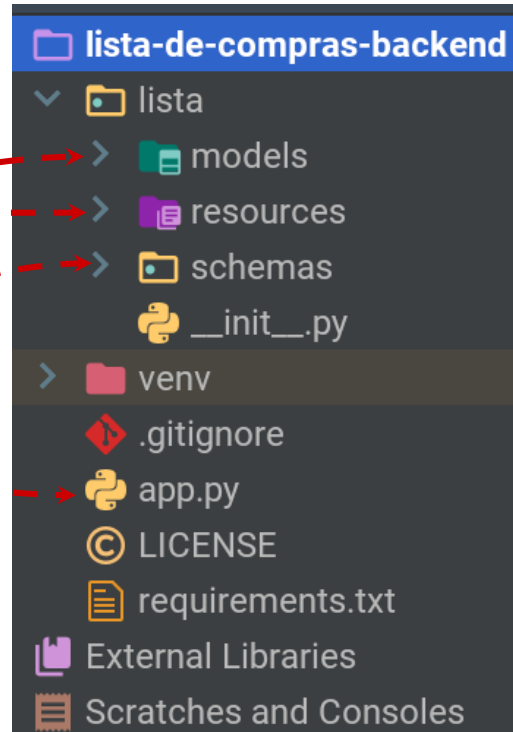 lista-de-compras-backend
lista
models
resources
schemas
__init__.py
venv
.gitignore
app.py
LICENSE
requirements.txt
External Libraries
Scratches and Consoles